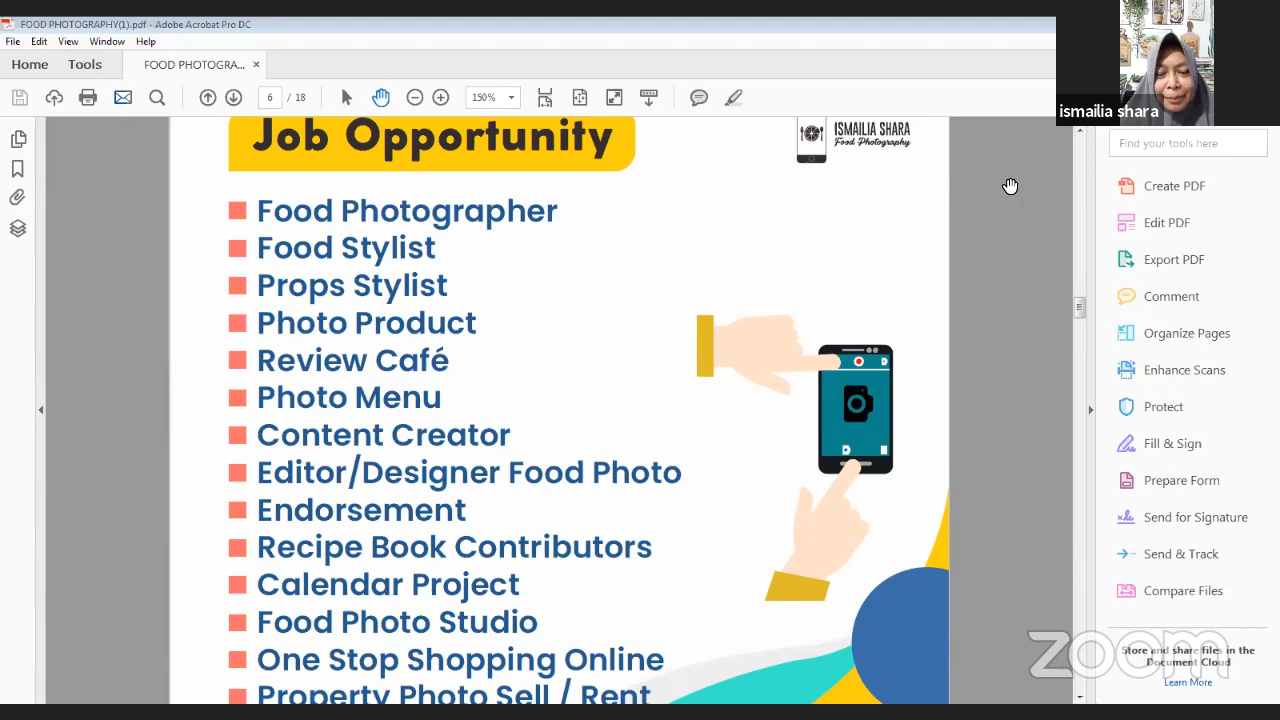 FOOD PHOTOGRAPHY(1).pdf - Adobe Acrobat Pro DC
File Edit View Window Help
Home Tools FOOD PHOTOGRA... ×
6 / 18 150%
ismailia shara
Job Opportunity
ISMAILIA SHARA
Food Photography
Food Photographer
Food Stylist
Props Stylist
Photo Product
Review Café
Photo Menu
Content Creator
Editor/Designer Food Photo
Endorsement
Recipe Book Contributors
Calendar Project
Food Photo Studio
One Stop Shopping Online
Property Photo Sell / Rent
Find your tools here
Create PDF
Edit PDF
Export PDF
Comment
Organize Pages
Enhance Scans
Protect
Fill & Sign
Prepare Form
Send for Signature
Send & Track
Compare Files
Store and share files in the
Document Cloud
Learn More
zoom